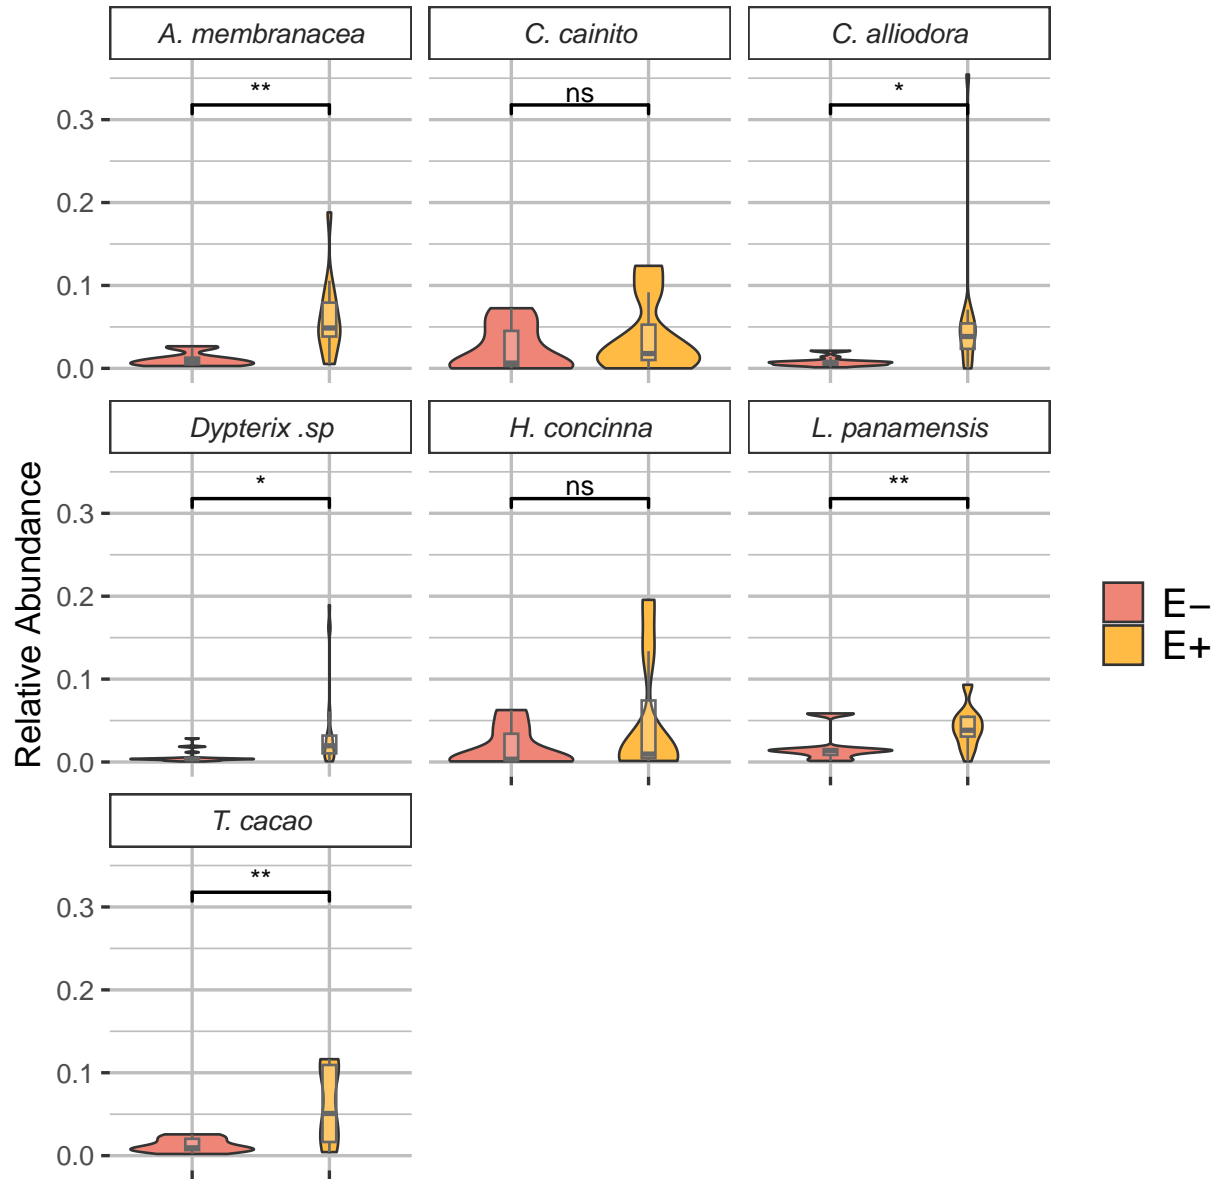 A. membranacea
C. cainito
C. alliodora
**
ns
*
0.3
0.2
0.1
0.0
Dypterix .sp
H. concinna
L. panamensis
*
ns
**
0.3
0.2
0.1
0.0
Relative Abundance
E−
E+
T. cacao
**
0.3
0.2
0.1
0.0